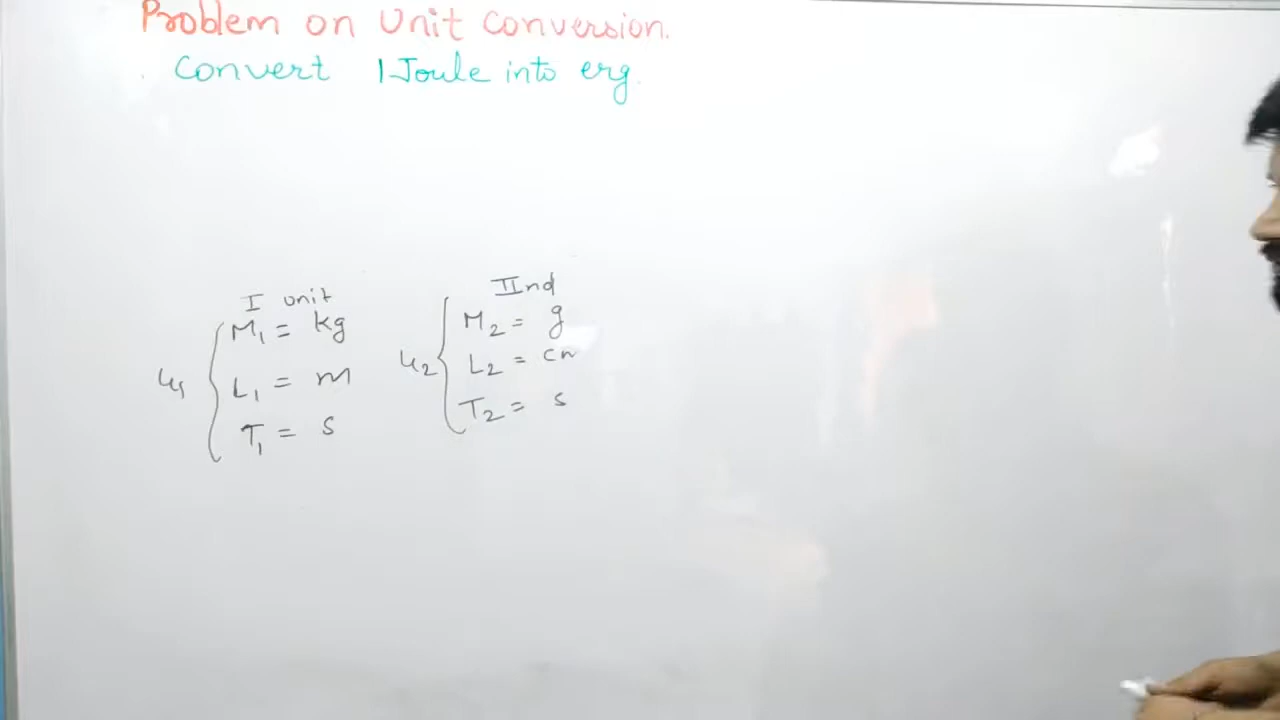 Problem on Unit Conversion.
Convert 1 Joule into erg.
I unit
M₁ = kg
u₁
L₁ = m
T₁ = s
IInd
M₂ = g
u₂
L₂ = cm
T₂ = s